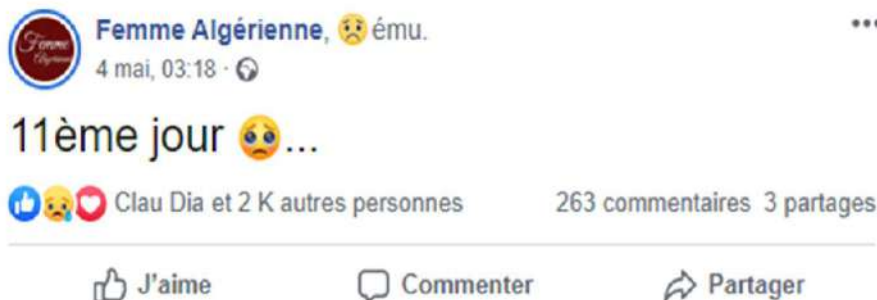 Femme Algérienne
Femme Algérienne, 😟 ému.
4 mai, 03:18 ·
11ème jour 🥺...
Clau Dia et 2 K autres personnes 263 commentaires 3 partages
J'aime Commenter Partager